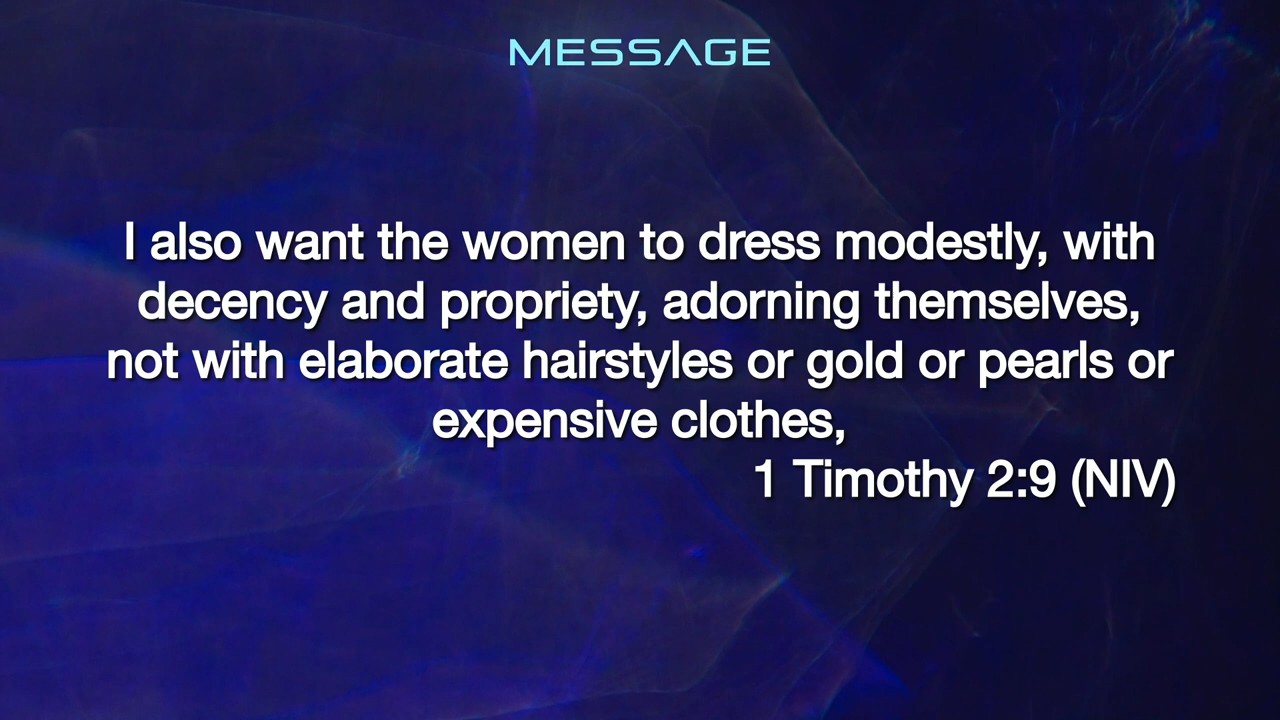 MESSAGE
I also want the women to dress modestly, with
decency and propriety, adorning themselves,
not with elaborate hairstyles or gold or pearls or
expensive clothes,
1 Timothy 2:9 (NIV)